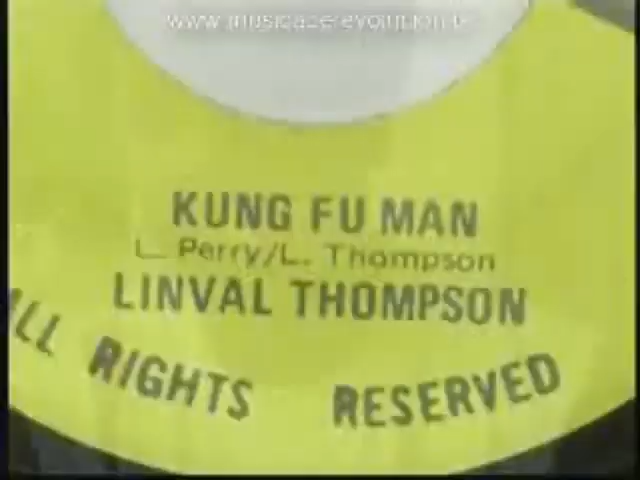 KUNG FU MAN
L. Perry/L. Thompson
LINVAL THOMPSON
ALL RIGHTS RESERVED